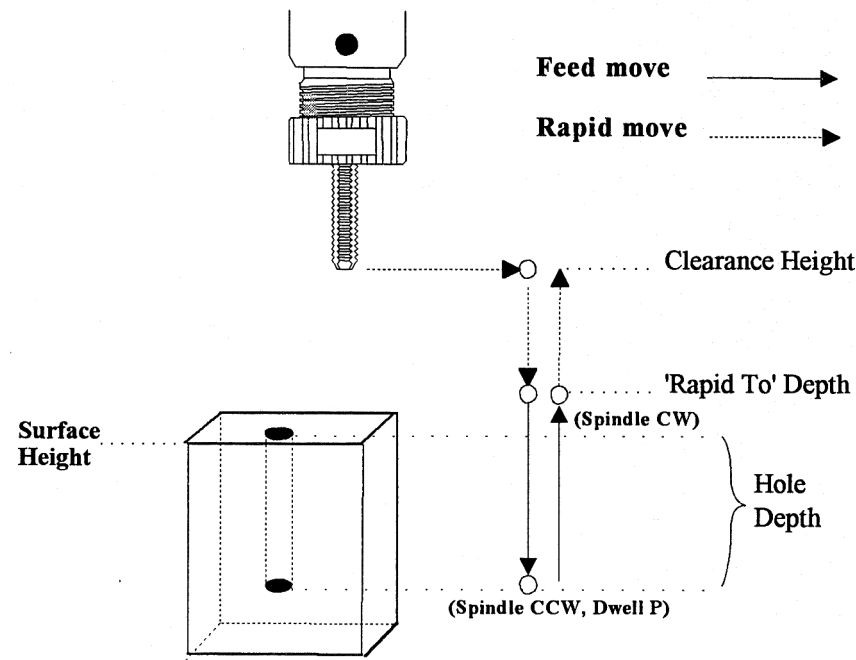 Feed move
Rapid move
Clearance Height
'Rapid To' Depth
(Spindle CW)
Surface
Height
Hole
Depth
(Spindle CCW, Dwell P)